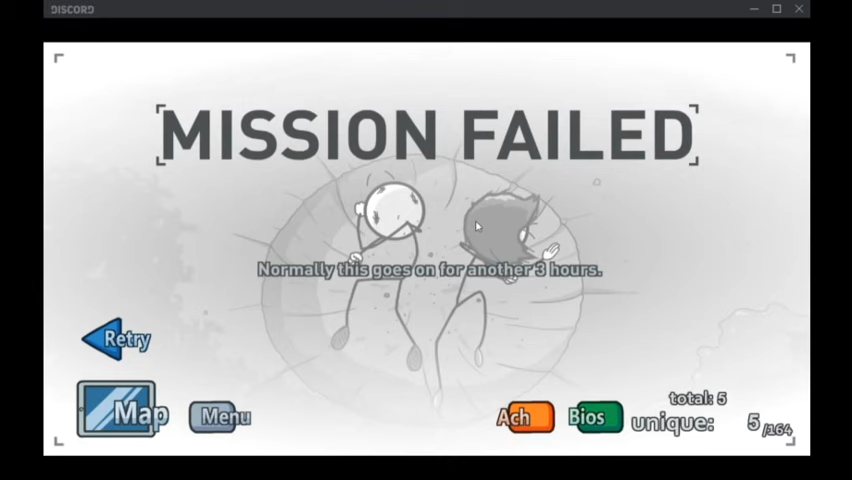 DISCORD
MISSION FAILED
Normally this goes on for another 3 hours.
Retry
Map
Menu
Ach
Bios
total: 5
unique: 5 /164